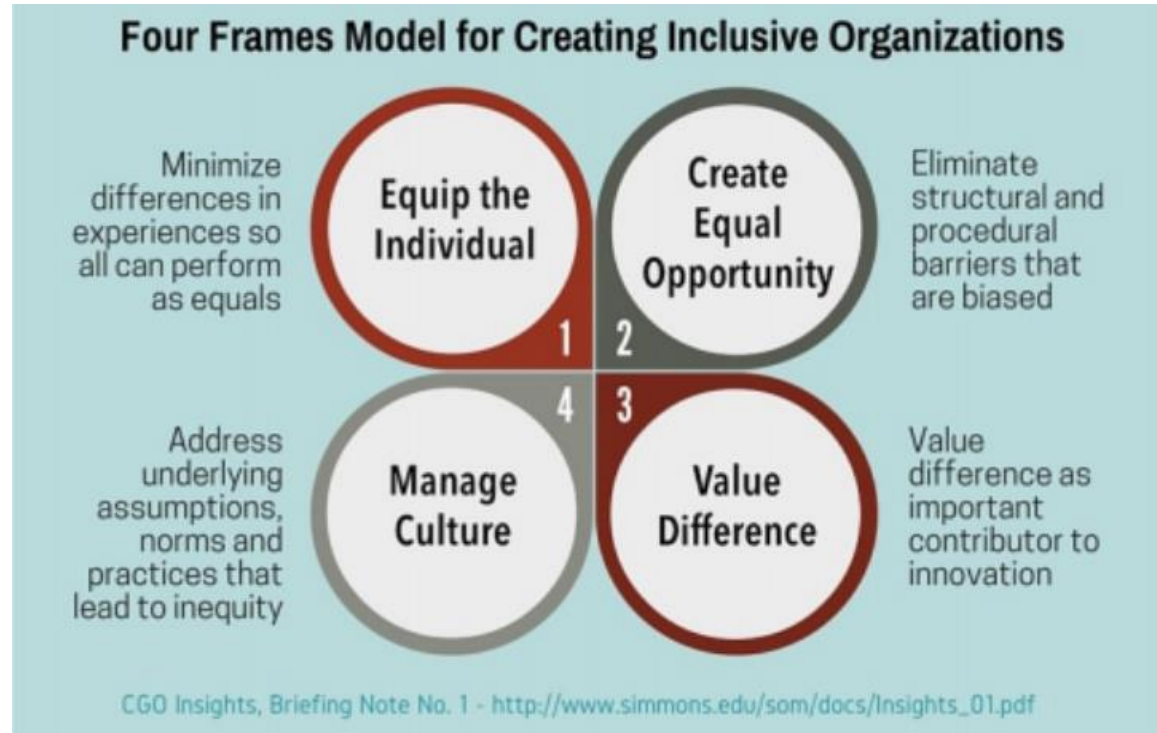 Four Frames Model for Creating Inclusive Organizations
Minimize
differences in
experiences so
all can perform
as equals
Equip the
Individual
1
Create
Equal
Opportunity
2
Eliminate
structural and
procedural
barriers that
are biased
Address
underlying
assumptions,
norms and
practices that
lead to inequity
Manage
Culture
4
3
Value
Difference
Value
difference as
important
contributor to
innovation
CGO Insights, Briefing Note No. 1 - http://www.simmons.edu/som/docs/Insights_01.pdf